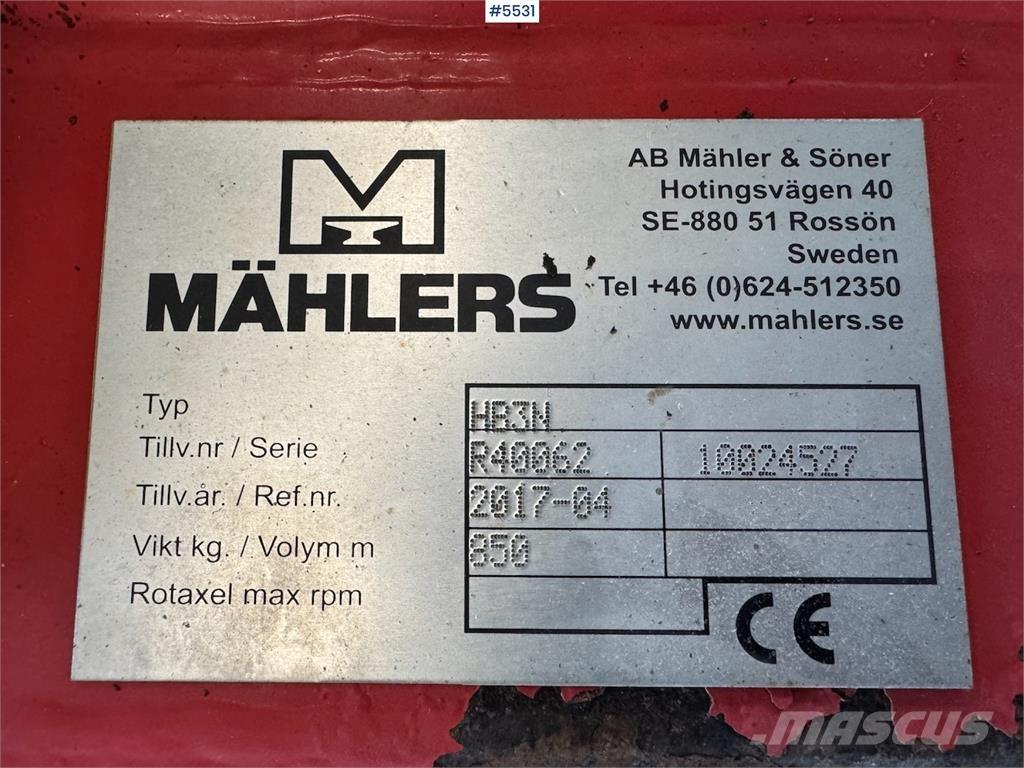 #5531
AB Mähler & Söner
Hotingsvägen 40
SE-880 51 Rossön
Sweden
Tel +46 (0)624-512350
www.mahlers.se
MÄHLERS
Typ HB3N
Tillv.nr / Serie R40062 10024527
Tillv.år. / Ref.nr. 2017-04
Vikt kg. / Volym m 850
Rotaxel max rpm
CE
MASCUS